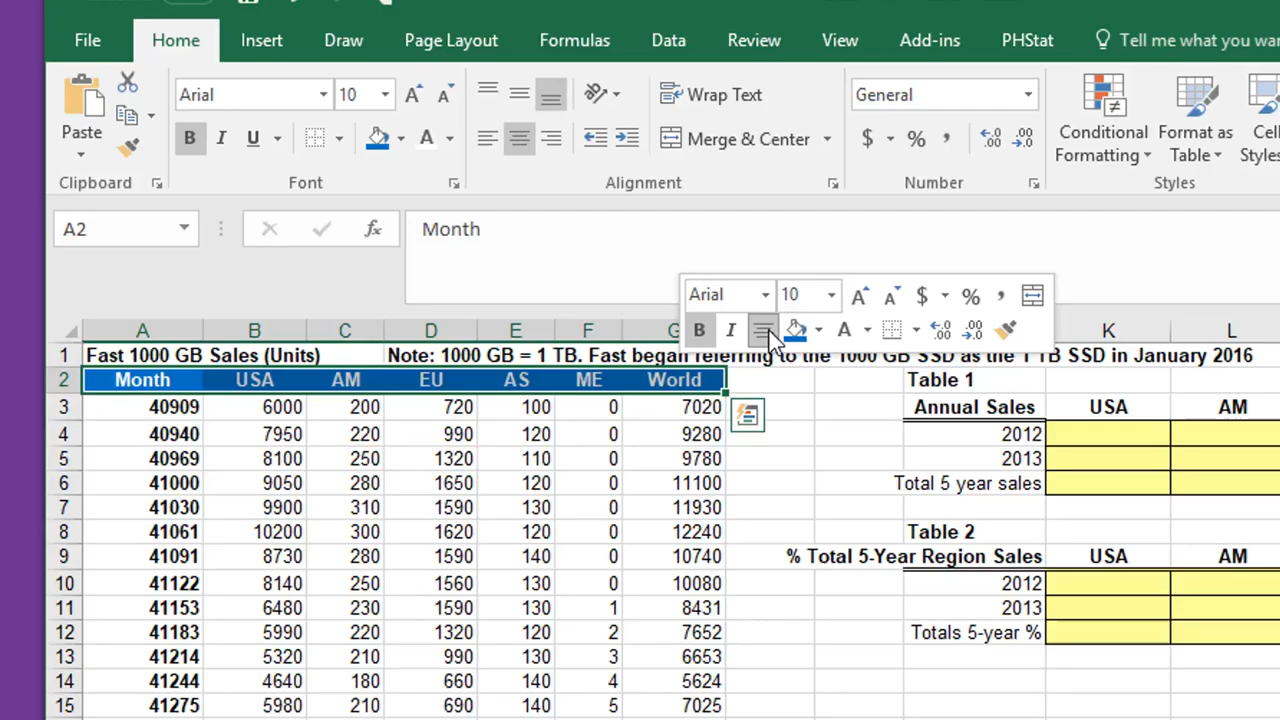 File Home Insert Draw Page Layout Formulas Data Review View Add-ins PHStat Tell me what you wan
Arial 10 Wrap Text General
Paste B I U A Merge & Center $ % , Conditional Formatting Format as Table Cell Styles
Clipboard Font Alignment Number Styles
A2 fx Month
Arial 10 A A $ % ,
B I A
A B C D E F G K L
1 Fast 1000 GB Sales (Units) Note: 1000 GB = 1 TB. Fast began referring to the 1000 GB SSD as the 1 TB SSD in January 2016
2 Month USA AM EU AS ME World Table 1
3 40909 6000 200 720 100 0 7020 Annual Sales USA AM
4 40940 7950 220 990 120 0 9280 2012
5 40969 8100 250 1320 110 0 9780 2013
6 41000 9050 280 1650 120 0 11100 Total 5 year sales
7 41030 9900 310 1590 130 0 11930
8 41061 10200 300 1620 120 0 12240 Table 2
9 41091 8730 280 1590 140 0 10740 % Total 5-Year Region Sales USA AM
10 41122 8140 250 1560 130 0 10080 2012
11 41153 6480 230 1590 130 1 8431 2013
12 41183 5990 220 1320 120 2 7652 Totals 5-year %
13 41214 5320 210 990 130 3 6653
14 41244 4640 180 660 140 4 5624
15 41275 5980 210 690 140 5 7025